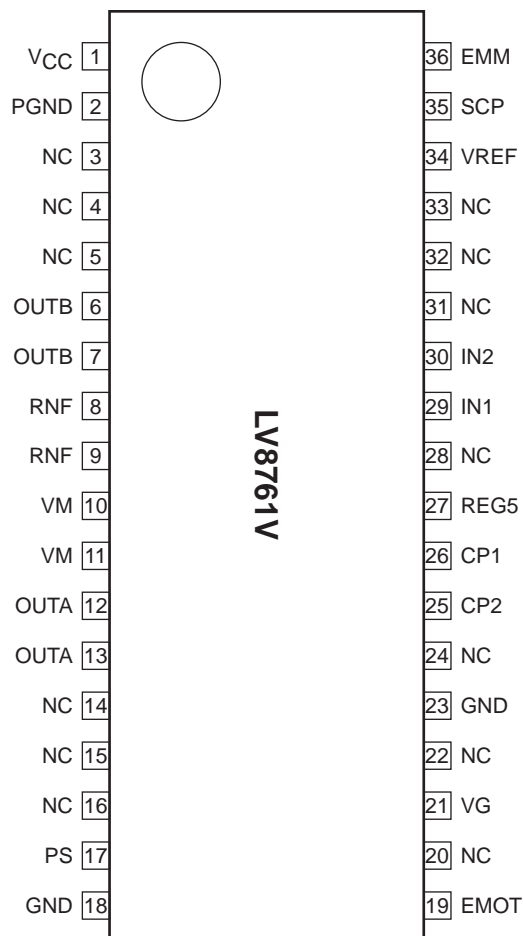 VCC 1
PGND 2
NC 3
NC 4
NC 5
OUTB 6
OUTB 7
RNF 8
RNF 9
VM 10
VM 11
OUTA 12
OUTA 13
NC 14
NC 15
NC 16
PS 17
GND 18
LV8761V
36 EMM
35 SCP
34 VREF
33 NC
32 NC
31 NC
30 IN2
29 IN1
28 NC
27 REG5
26 CP1
25 CP2
24 NC
23 GND
22 NC
21 VG
20 NC
19 EMOT